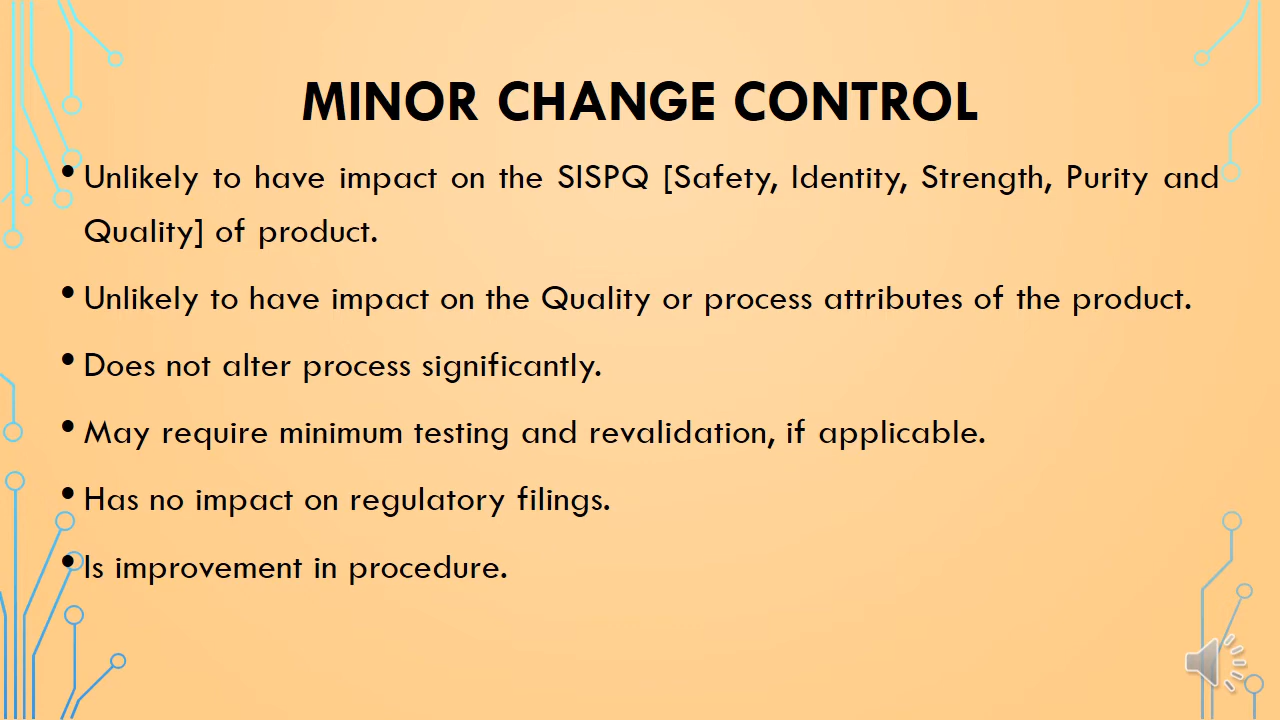 MINOR CHANGE CONTROL
• Unlikely to have impact on the SISPQ [Safety, Identity, Strength, Purity and
Quality] of product.
• Unlikely to have impact on the Quality or process attributes of the product.
• Does not alter process significantly.
• May require minimum testing and revalidation, if applicable.
• Has no impact on regulatory filings.
• Is improvement in procedure.